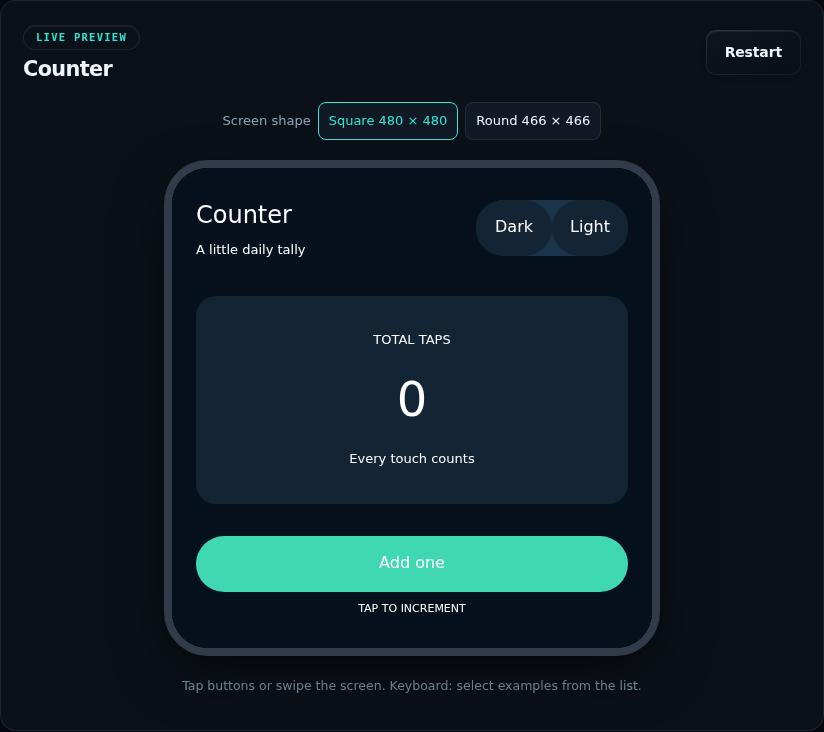 LIVE PREVIEW
Counter
Restart
Screen shape
Square 480 × 480
Round 466 × 466
Counter
A little daily tally
Dark
Light
TOTAL TAPS
0
Every touch counts
Add one
TAP TO INCREMENT
Tap buttons or swipe the screen. Keyboard: select examples from the list.